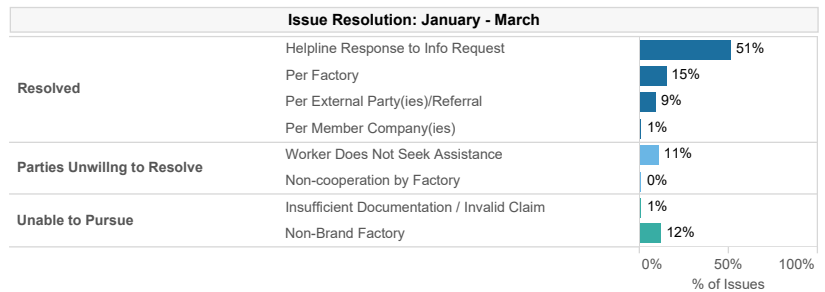 Issue Resolution: January - March
Resolved
Helpline Response to Info Request 51%
Per Factory 15%
Per External Party(ies)/Referral 9%
Per Member Company(ies) 1%
Parties Unwillng to Resolve
Worker Does Not Seek Assistance 11%
Non-cooperation by Factory 0%
Unable to Pursue
Insufficient Documentation / Invalid Claim 1%
Non-Brand Factory 12%
0% 50% 100%
% of Issues